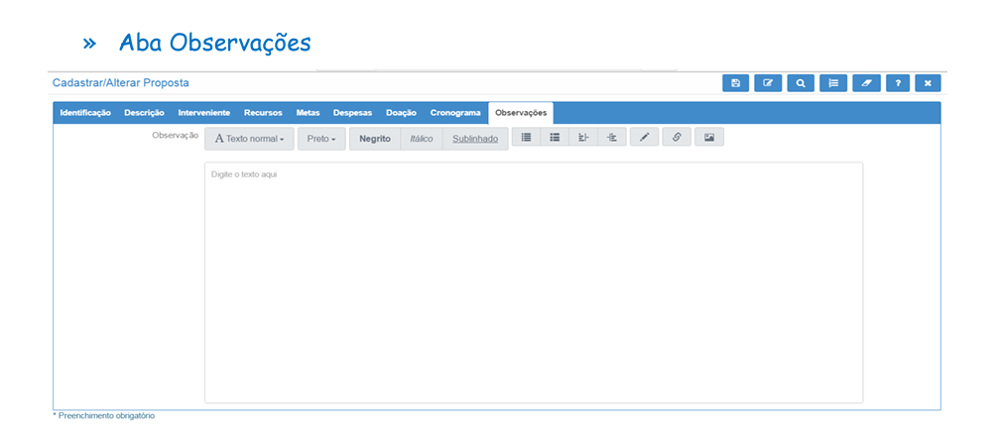 » Aba Observações
Cadastrar/Alterar Proposta
?
Identificação Descrição Interveniente Recursos Metas Despesas Doação Cronograma Observações
Observação A Texto normal Preto Negrito Itálico Sublinhado
Digite o texto aqui
* Preenchimento obrigatório